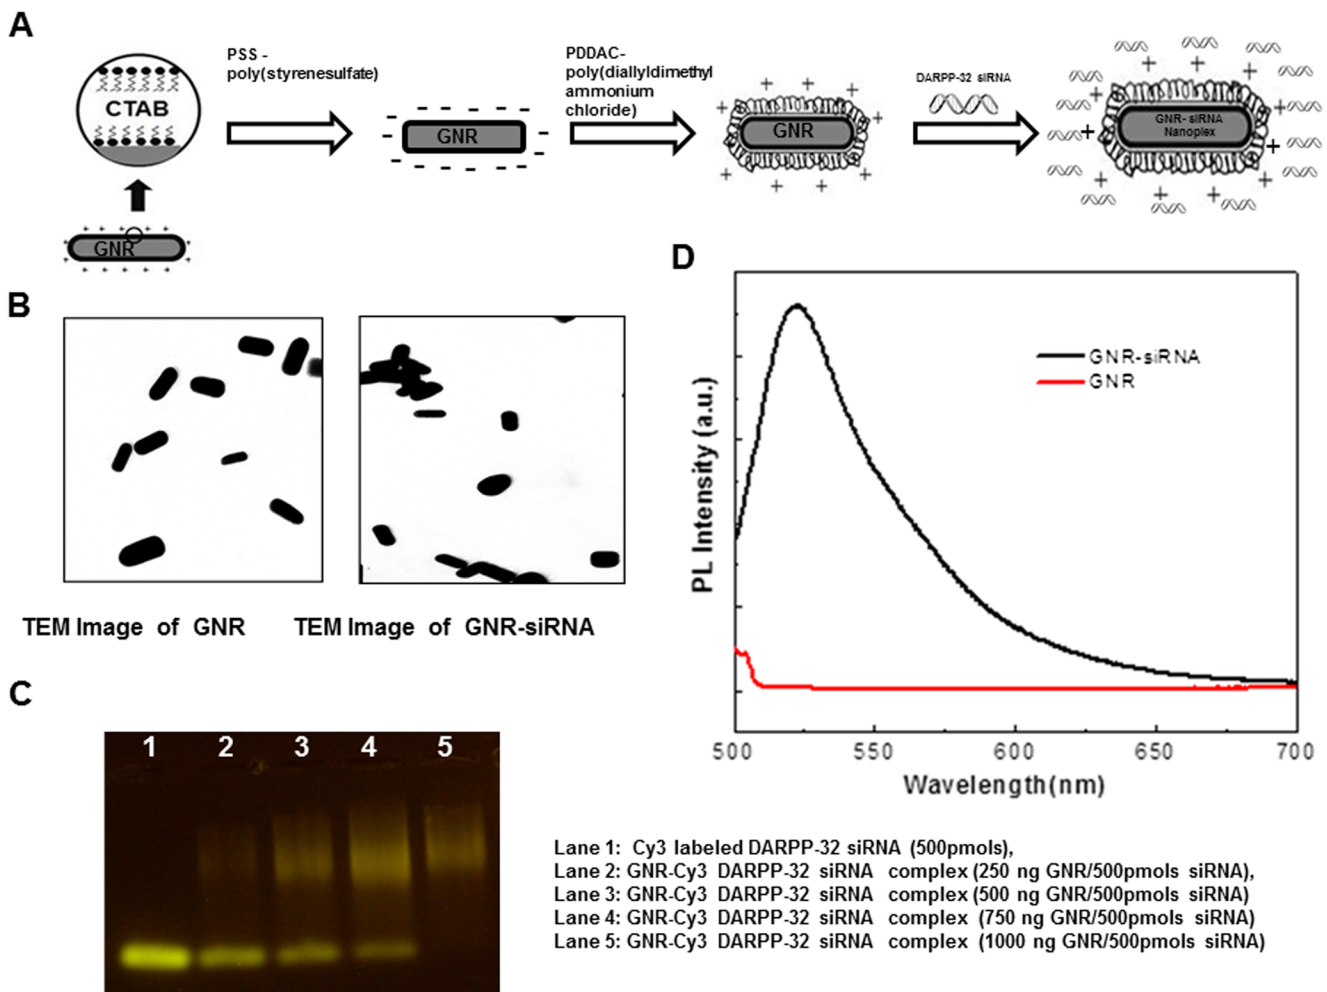 A
CTAB
GNR
PSS -
poly(styrenesulfate)
GNR
PDDAC-
poly(diallyldimethyl
ammonium
chloride)
GNR
DARPP-32 siRNA
GNR- siRNA
Nanoplex
B
TEM Image of GNR
TEM Image of GNR-siRNA
C
1 2 3 4 5
D
PL Intensity (a.u.)
GNR-siRNA
GNR
500 550 600 650 700
Wavelength(nm)
Lane 1: Cy3 labeled DARPP-32 siRNA (500pmols),
Lane 2: GNR-Cy3 DARPP-32 siRNA complex (250 ng GNR/500pmols siRNA),
Lane 3: GNR-Cy3 DARPP-32 siRNA complex (500 ng GNR/500pmols siRNA)
Lane 4: GNR-Cy3 DARPP-32 siRNA complex (750 ng GNR/500pmols siRNA)
Lane 5: GNR-Cy3 DARPP-32 siRNA complex (1000 ng GNR/500pmols siRNA)